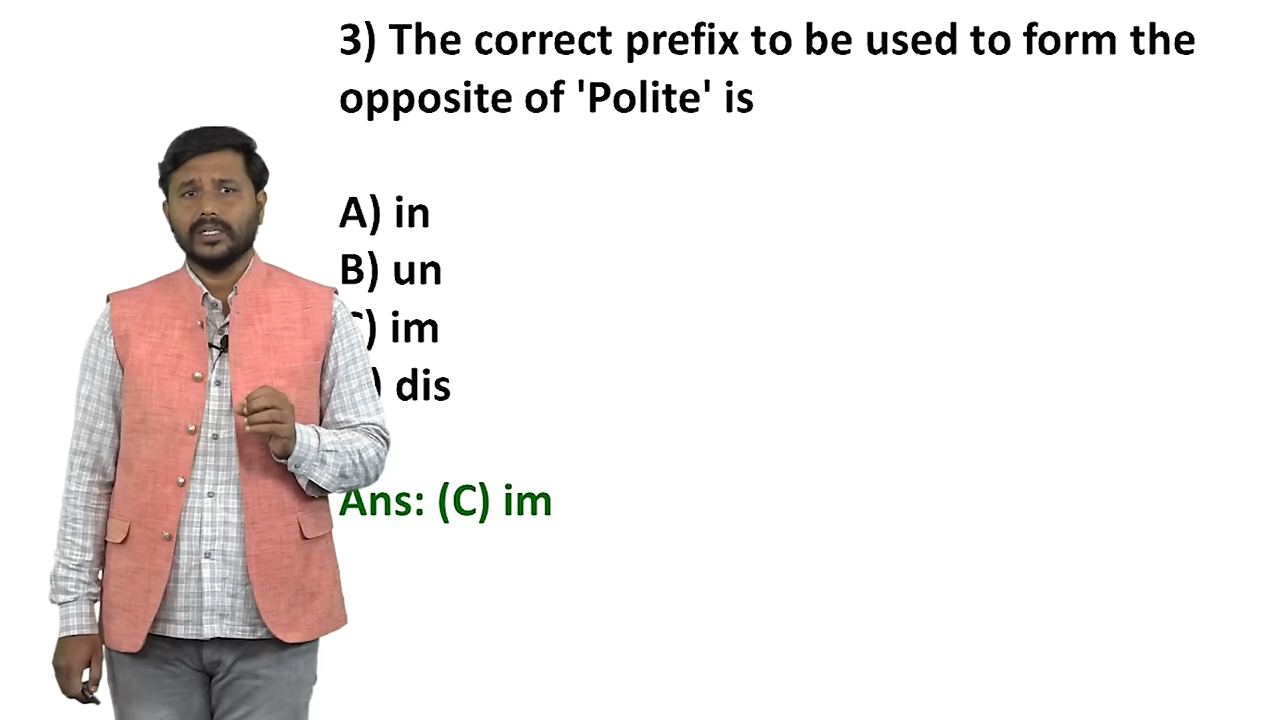 3) The correct prefix to be used to form the
opposite of 'Polite' is
A) in
B) un
C) im
) dis
Ans: (C) im